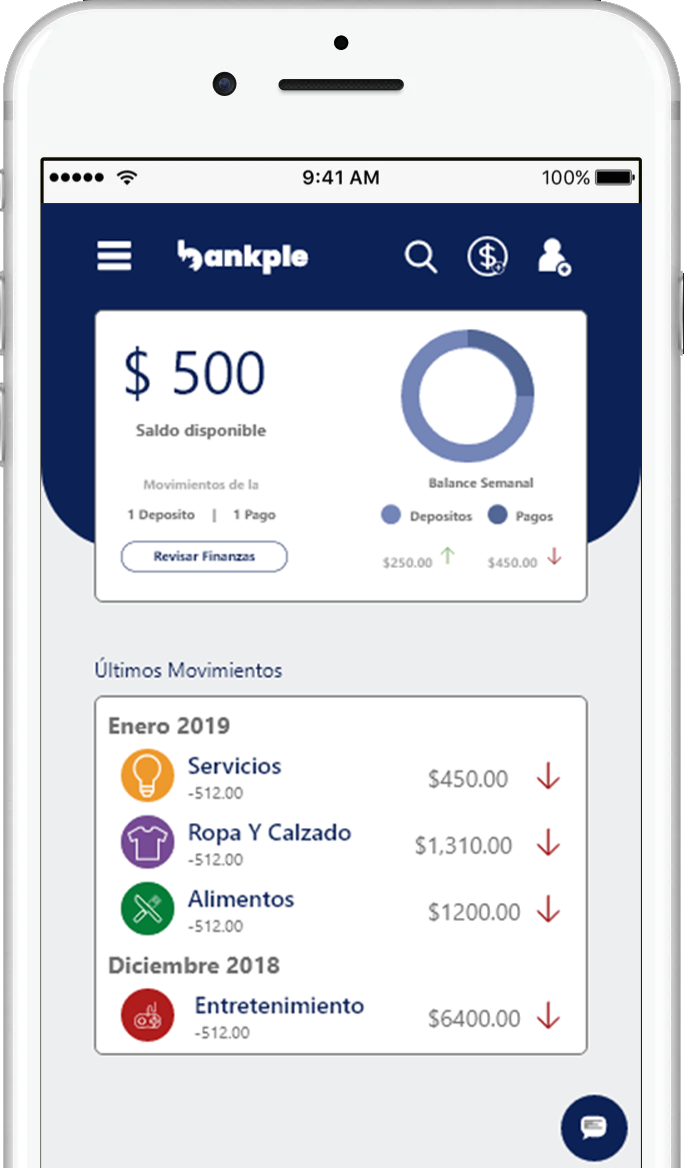 9:41 AM 100%
bankple
$ 500
Saldo disponible
Balance Semanal
Movimientos de la
1 Deposito | 1 Pago
Depositos Pagos
Revisar Finanzas
$250.00 $450.00
Últimos Movimientos
Enero 2019
Servicios
-512.00
$450.00
Ropa Y Calzado
-512.00
$1,310.00
Alimentos
-512.00
$1200.00
Diciembre 2018
Entretenimiento
-512.00
$6400.00